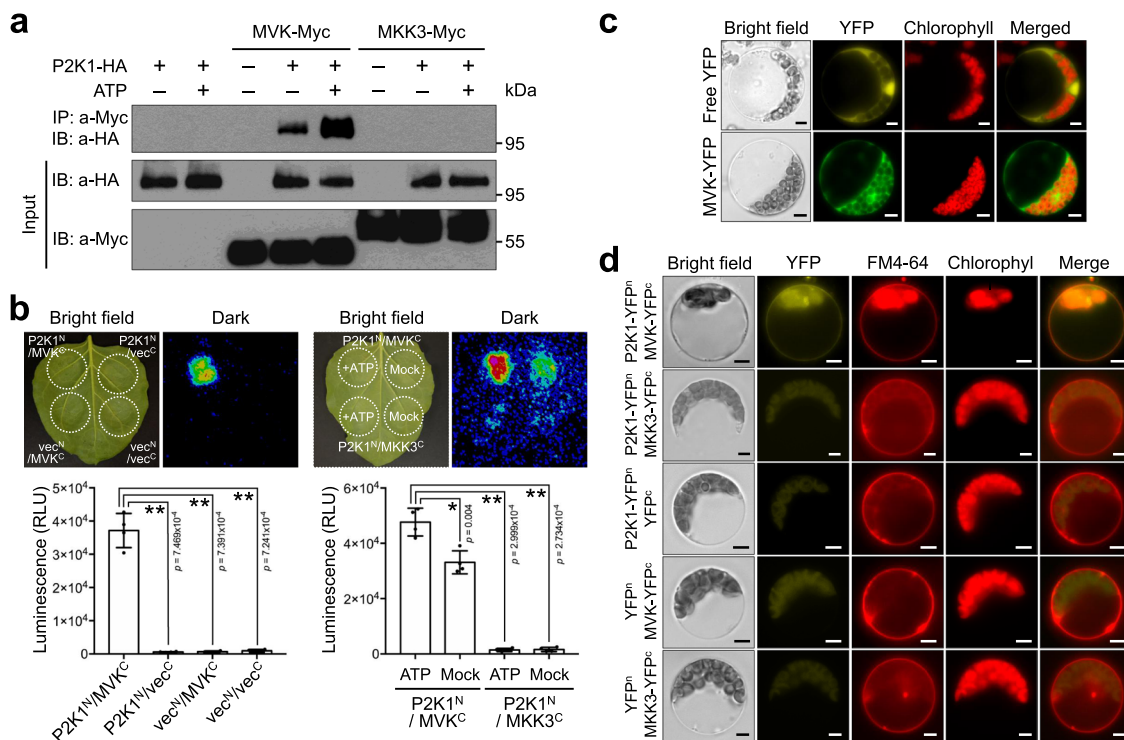 a
MVK-Myc MKK3-Myc
P2K1-HA + + – + + – + +
ATP + + + kDa
IP: a-Myc
IB: a-HA
95
Input
IB: a-HA
95
IB: a-Myc
55
b
Bright field Dark
P2K1ᴺ/MVKᶜ P2K1ᴺ/vecᶜ
vecᴺ/MVKᶜ vecᴺ/vecᶜ
Bright field Dark
P2K1ᴺ/MVKᶜ
+ATP Mock
+ATP Mock
P2K1ᴺ/MKK3ᶜ
Luminescence (RLU)
5×10⁴
4×10⁴
3×10⁴
2×10⁴
1×10⁴
0
** ** **
p = 7.469x10⁻⁴
p = 7.391x10⁻⁴
p = 7.241x10⁻⁴
P2K1ᴺ/MVKᶜ
P2K1ᴺ/vecᶜ
vecᴺ/MVKᶜ
vecᴺ/vecᶜ
Luminescence (RLU)
6×10⁴
4×10⁴
2×10⁴
0
* ** **
p = 0.004
p = 2.999x10⁻⁴
p = 2.734x10⁻⁴
ATP Mock ATP Mock
P2K1ᴺ P2K1ᴺ
/ MVKᶜ / MKK3ᶜ
c
Bright field YFP Chlorophyll Merged
Free YFP
MVK-YFP
d
Bright field YFP FM4-64 Chlorophyl Merge
P2K1-YFPⁿ
MVK-YFPᶜ
P2K1-YFPⁿ
MKK3-YFPᶜ
P2K1-YFPⁿ
YFPᶜ
YFPⁿ
MVK-YFPᶜ
YFPⁿ
MKK3-YFPᶜ